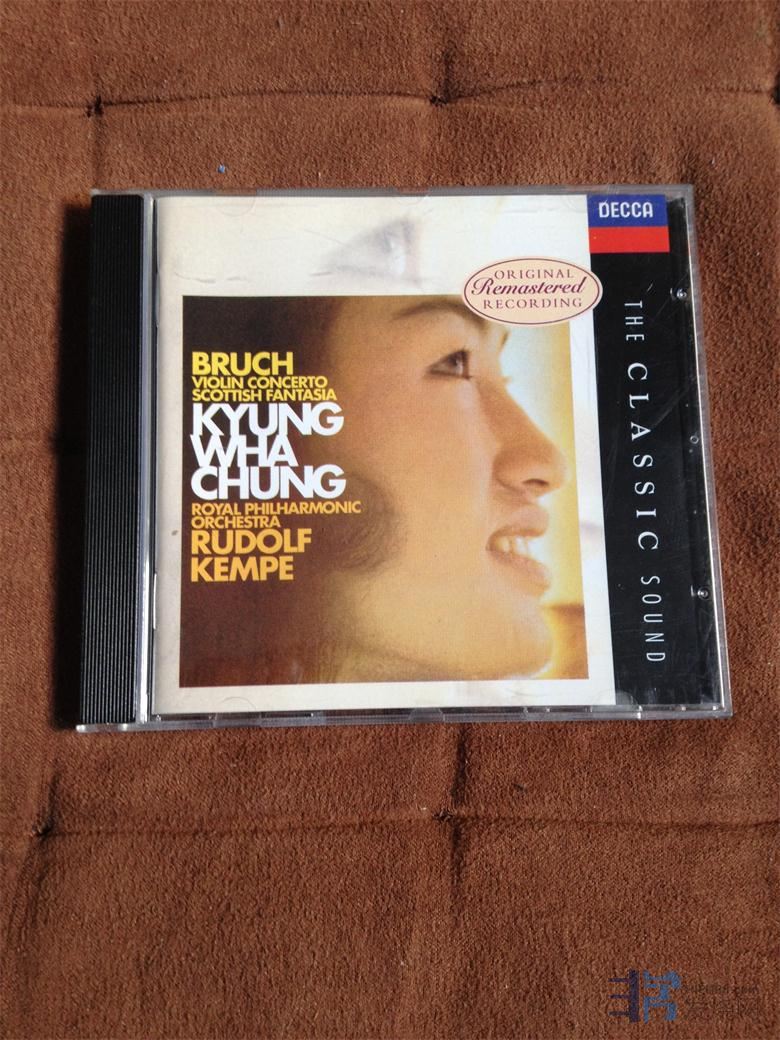 DECCA
ORIGINAL
Remastered
RECORDING
BRUCH
VIOLIN CONCERTO
SCOTTISH FANTASIA
KYUNG
WHA
CHUNG
ROYAL PHILHARMONIC
ORCHESTRA
RUDOLF
KEMPE
THE CLASSIC SOUND